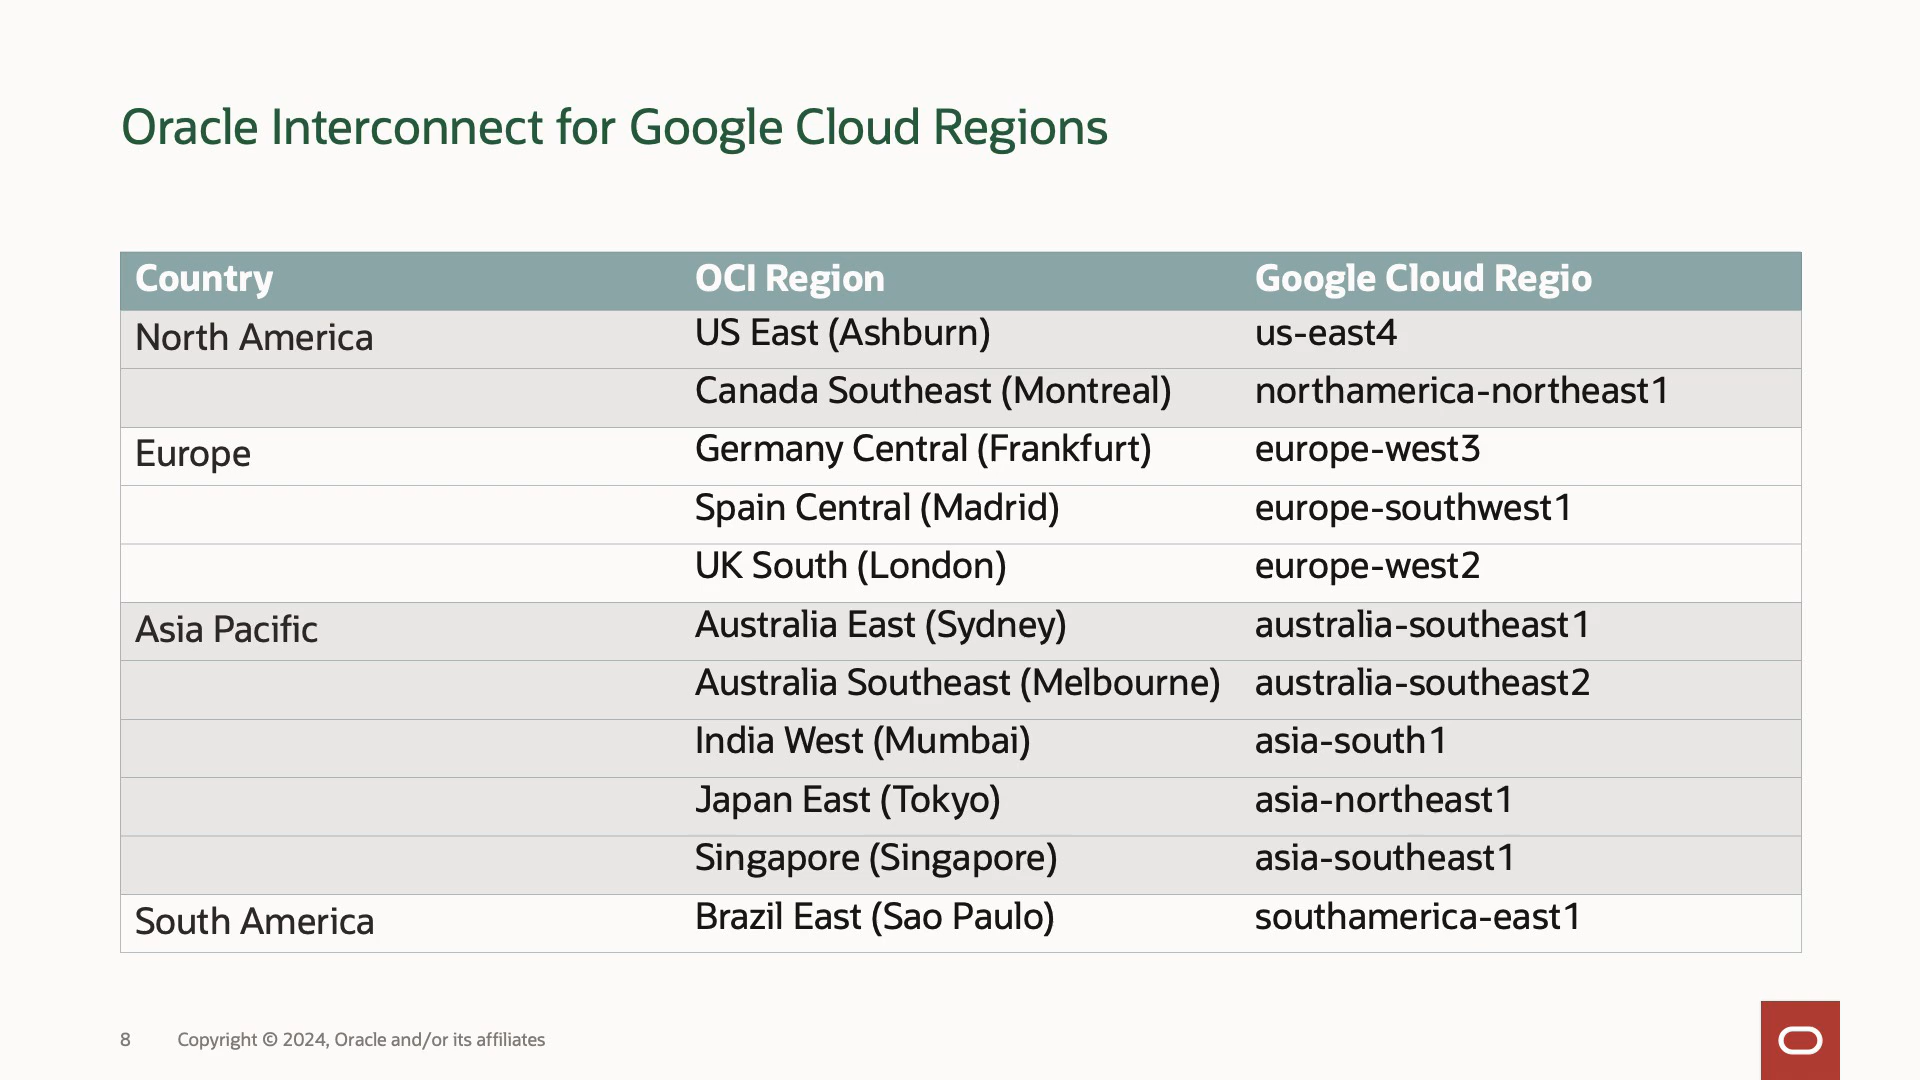 Oracle Interconnect for Google Cloud Regions
Country OCI Region Google Cloud Regio
North America US East (Ashburn) us-east4
Canada Southeast (Montreal) northamerica-northeast1
Europe Germany Central (Frankfurt) europe-west3
Spain Central (Madrid) europe-southwest1
UK South (London) europe-west2
Asia Pacific Australia East (Sydney) australia-southeast1
Australia Southeast (Melbourne) australia-southeast2
India West (Mumbai) asia-south1
Japan East (Tokyo) asia-northeast1
Singapore (Singapore) asia-southeast1
South America Brazil East (Sao Paulo) southamerica-east1
8 Copyright © 2024, Oracle and/or its affiliates